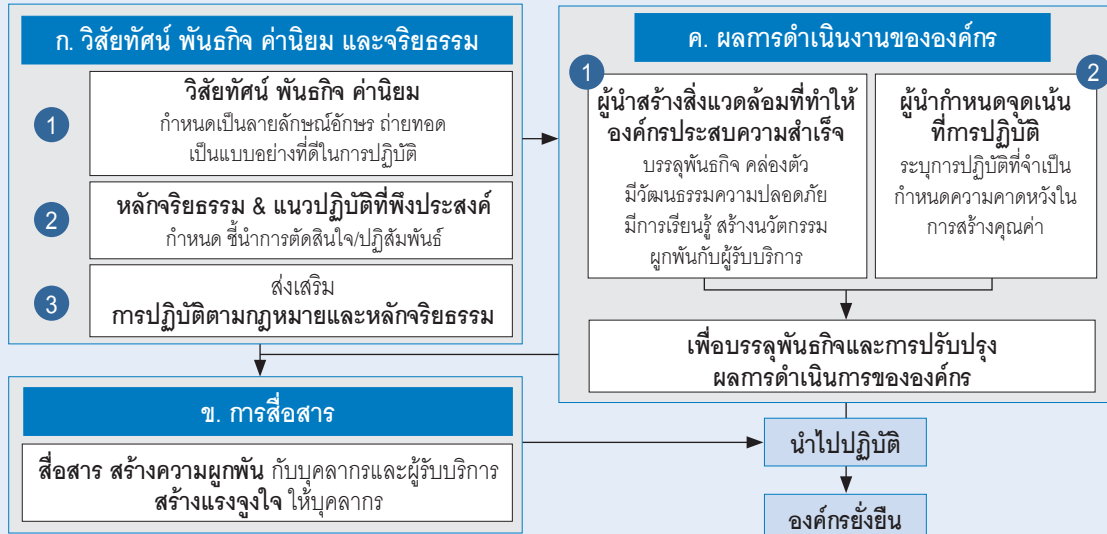 ก. วิสัยทัศน์ พันธกิจ ค่านิยม และจริยธรรม
1
วิสัยทัศน์ พันธกิจ ค่านิยม
กำหนดเป็นลายลักษณ์อักษร ถ่ายทอด
เป็นแบบอย่างที่ดีในการปฏิบัติ
2
หลักจริยธรรม & แนวปฏิบัติที่พึงประสงค์
กำหนด ชี้นำการตัดสินใจ/ปฏิสัมพันธ์
3
ส่งเสริม
การปฏิบัติตามกฎหมายและหลักจริยธรรม
ค. ผลการดำเนินงานขององค์กร
1
ผู้นำสร้างสิ่งแวดล้อมที่ทำให้
องค์กรประสบความสำเร็จ
บรรลุพันธกิจ คล่องตัว
มีวัฒนธรรมความปลอดภัย
มีการเรียนรู้ สร้างนวัตกรรม
ผูกพันกับผู้รับบริการ
2
ผู้นำกำหนดจุดเน้น
ที่การปฏิบัติ
ระบุการปฏิบัติที่จำเป็น
กำหนดความคาดหวังใน
การสร้างคุณค่า
เพื่อบรรลุพันธกิจและการปรับปรุง
ผลการดำเนินการขององค์กร
ข. การสื่อสาร
สื่อสาร สร้างความผูกพัน กับบุคลากรและผู้รับบริการ
สร้างแรงจูงใจ ให้บุคลากร
นำไปปฏิบัติ
องค์กรยั่งยืน